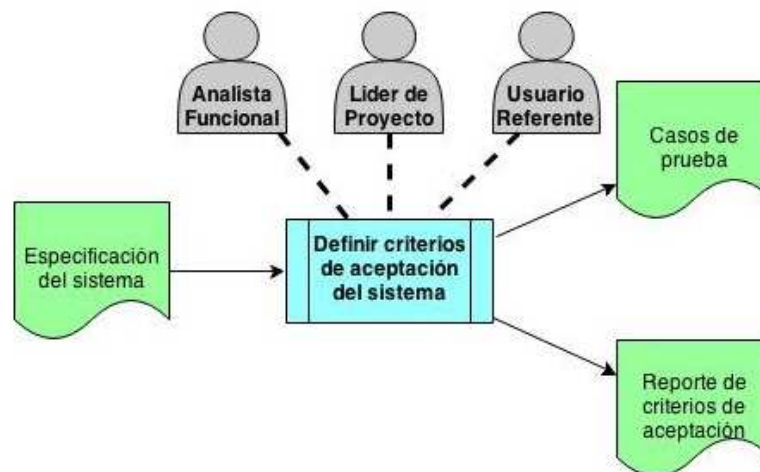 Analista
Funcional
Lider de
Proyecto
Usuario
Referente
Casos de
prueba
Especificación
del sistema
Definir criterios
de aceptación
del sistema
Reporte de
criterios de
aceptación